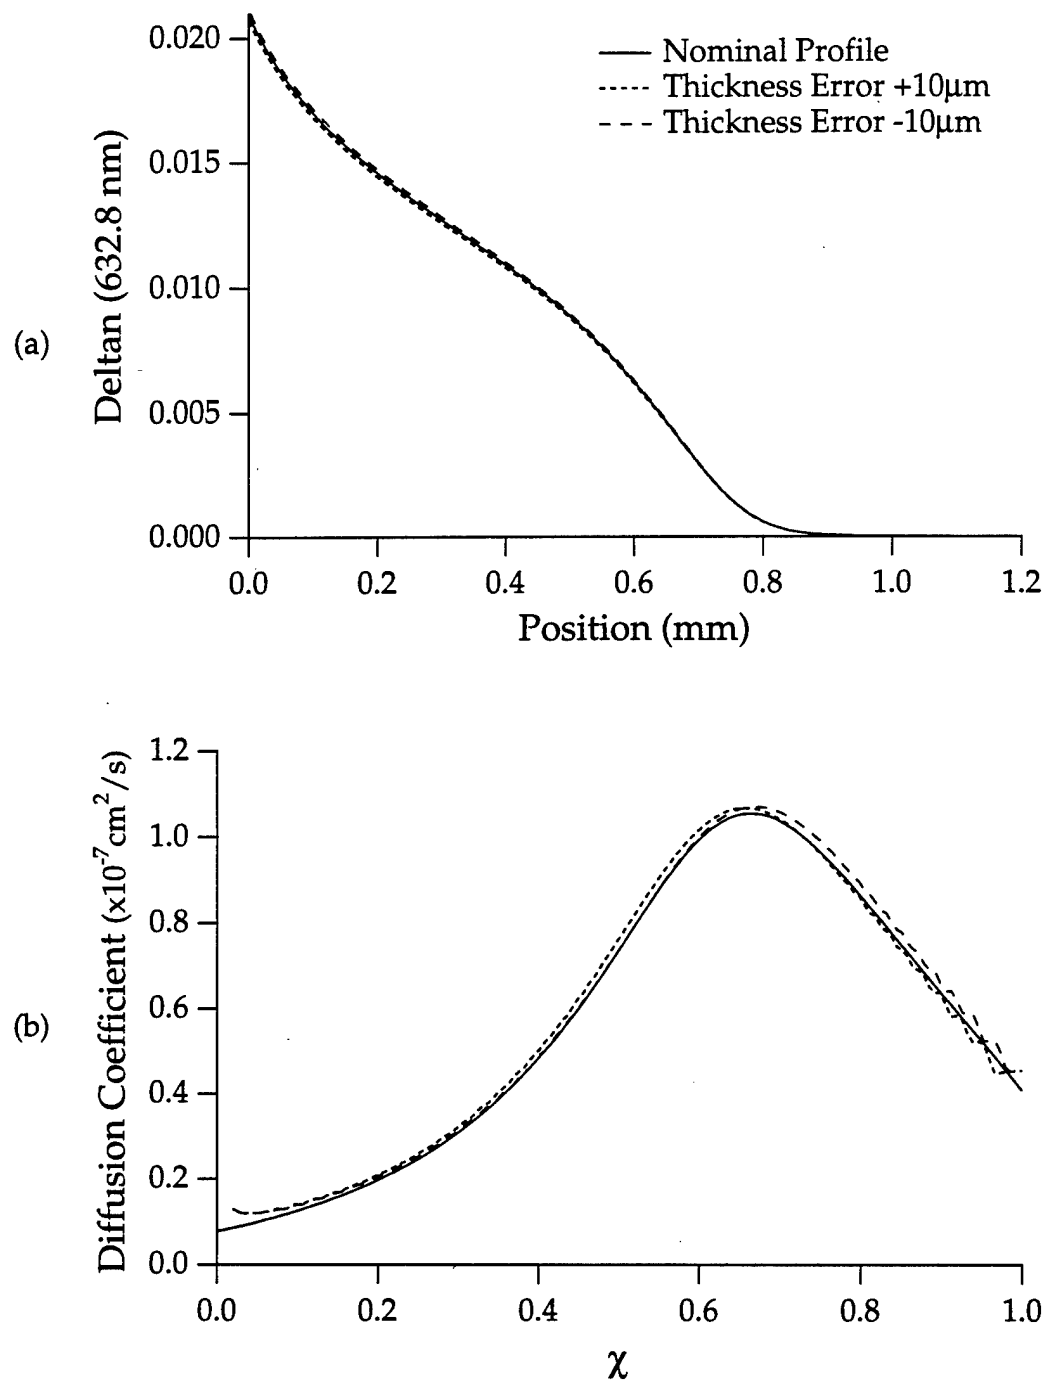 (a)
Deltan (632.8 nm)
0.020
0.015
0.010
0.005
0.000
Nominal Profile
Thickness Error +10μm
Thickness Error -10μm
0.0 0.2 0.4 0.6 0.8 1.0 1.2
Position (mm)
(b)
Diffusion Coefficient (x10⁻⁷cm²/s)
1.2
1.0
0.8
0.6
0.4
0.2
0.0
0.0 0.2 0.4 0.6 0.8 1.0
χ